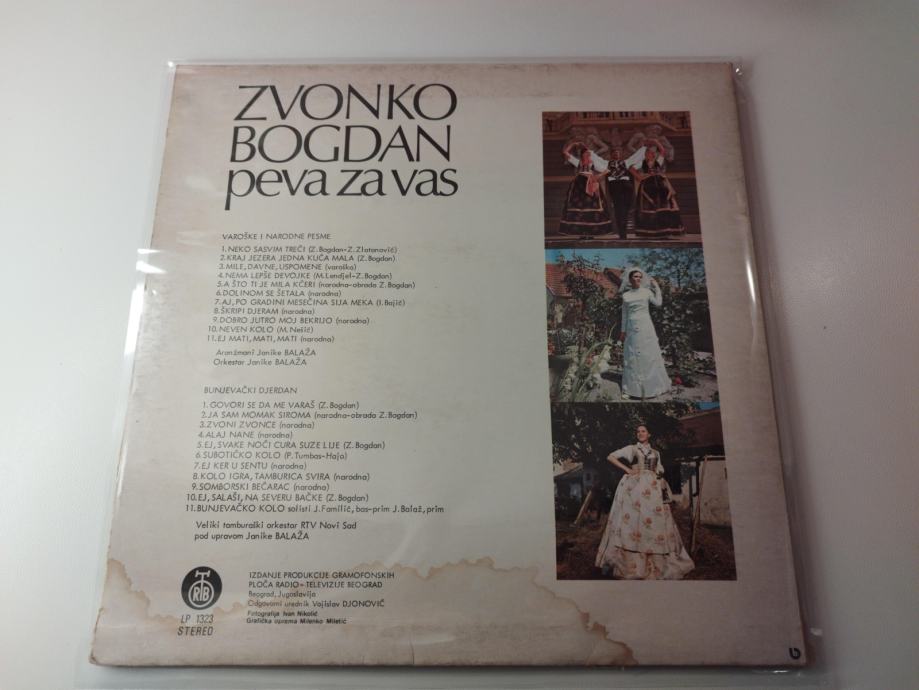 ZVONKO
BOGDAN
peva za vas
VAROŠKE I NARODNE PESME
1. NEKO SASVIM TREĆI (Z. Bogdan-Z. Zlatanović)
2. KRAJ JEZERA JEDNA KUĆA MALA (Z. Bogdan)
3. MILE, DAVNE, USPOMENE (varoška)
4. NEMA LEPŠE DEVOJKE (M. Lendjel-Z. Bogdan)
5. A ŠTO TI JE MILA KĆERI (narodna-obrada Z. Bogdan)
6. DOLINOM SE ŠETALA (narodna)
7. AJ, PO GRADINI MESEČINA SIJA MEKA (I. Bajić)
8. ŠKRIPI DJERAM (narodna)
9. DOBRO JUTRO MOJ BEKRIJO (narodna)
10. NEVEN KOLO (M. Nešić)
11. EJ MATI, MATI, MATI (narodna)
Aranžmani Janike BALAŽA
Orkestar Janike BALAŽA
BUNJEVAČKI DJERDAN
1. GOVORI SE DA ME VARAŠ (Z. Bogdan)
2. JA SAM MOMAK SIROMA (narodna-obrada Z. Bogdan)
3. ZVONI ZVONCE (narodna)
4. ALAJ NANE (narodna)
5. EJ, SVAKE NOĆI CURA SUZE LIJE (Z. Bogdan)
6. SUBOTIČKO KOLO (P. Tumbas-Hajo)
7. EJ KER U SENTU (narodna)
8. KOLO IGRA, TAMBURICA SVIRA (narodna)
9. SOMBORSKI BEĆARAC (narodna)
10. EJ, SALAŠI, NA SEVERU BAČKE (Z. Bogdan)
11. BUNJEVAČKO KOLO solisti J. Familić, bas-prim J. Balaž, prim
Veliki tamburaški orkestar RTV Novi Sad
pod upravom Janike BALAŽA
RTB
LP 1323
STEREO
IZDANJE PRODUKCIJE GRAMOFONSKIH
PLOČA RADIO-TELEVIZIJE BEOGRAD
Beograd, Jugoslavija
Odgovorni urednik Vojislav DJONOVIĆ
Fotografija Ivan Nikolić
Grafička oprema Milenko Miletić